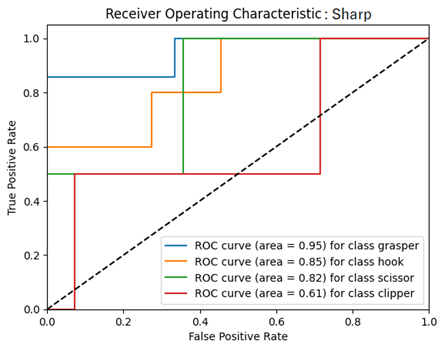 Receiver Operating Characteristic : Sharp
True Positive Rate
1.0
0.8
0.6
0.4
0.2
0.0
ROC curve (area = 0.95) for class grasper
ROC curve (area = 0.85) for class hook
ROC curve (area = 0.82) for class scissor
ROC curve (area = 0.61) for class clipper
0.0 0.2 0.4 0.6 0.8 1.0
False Positive Rate